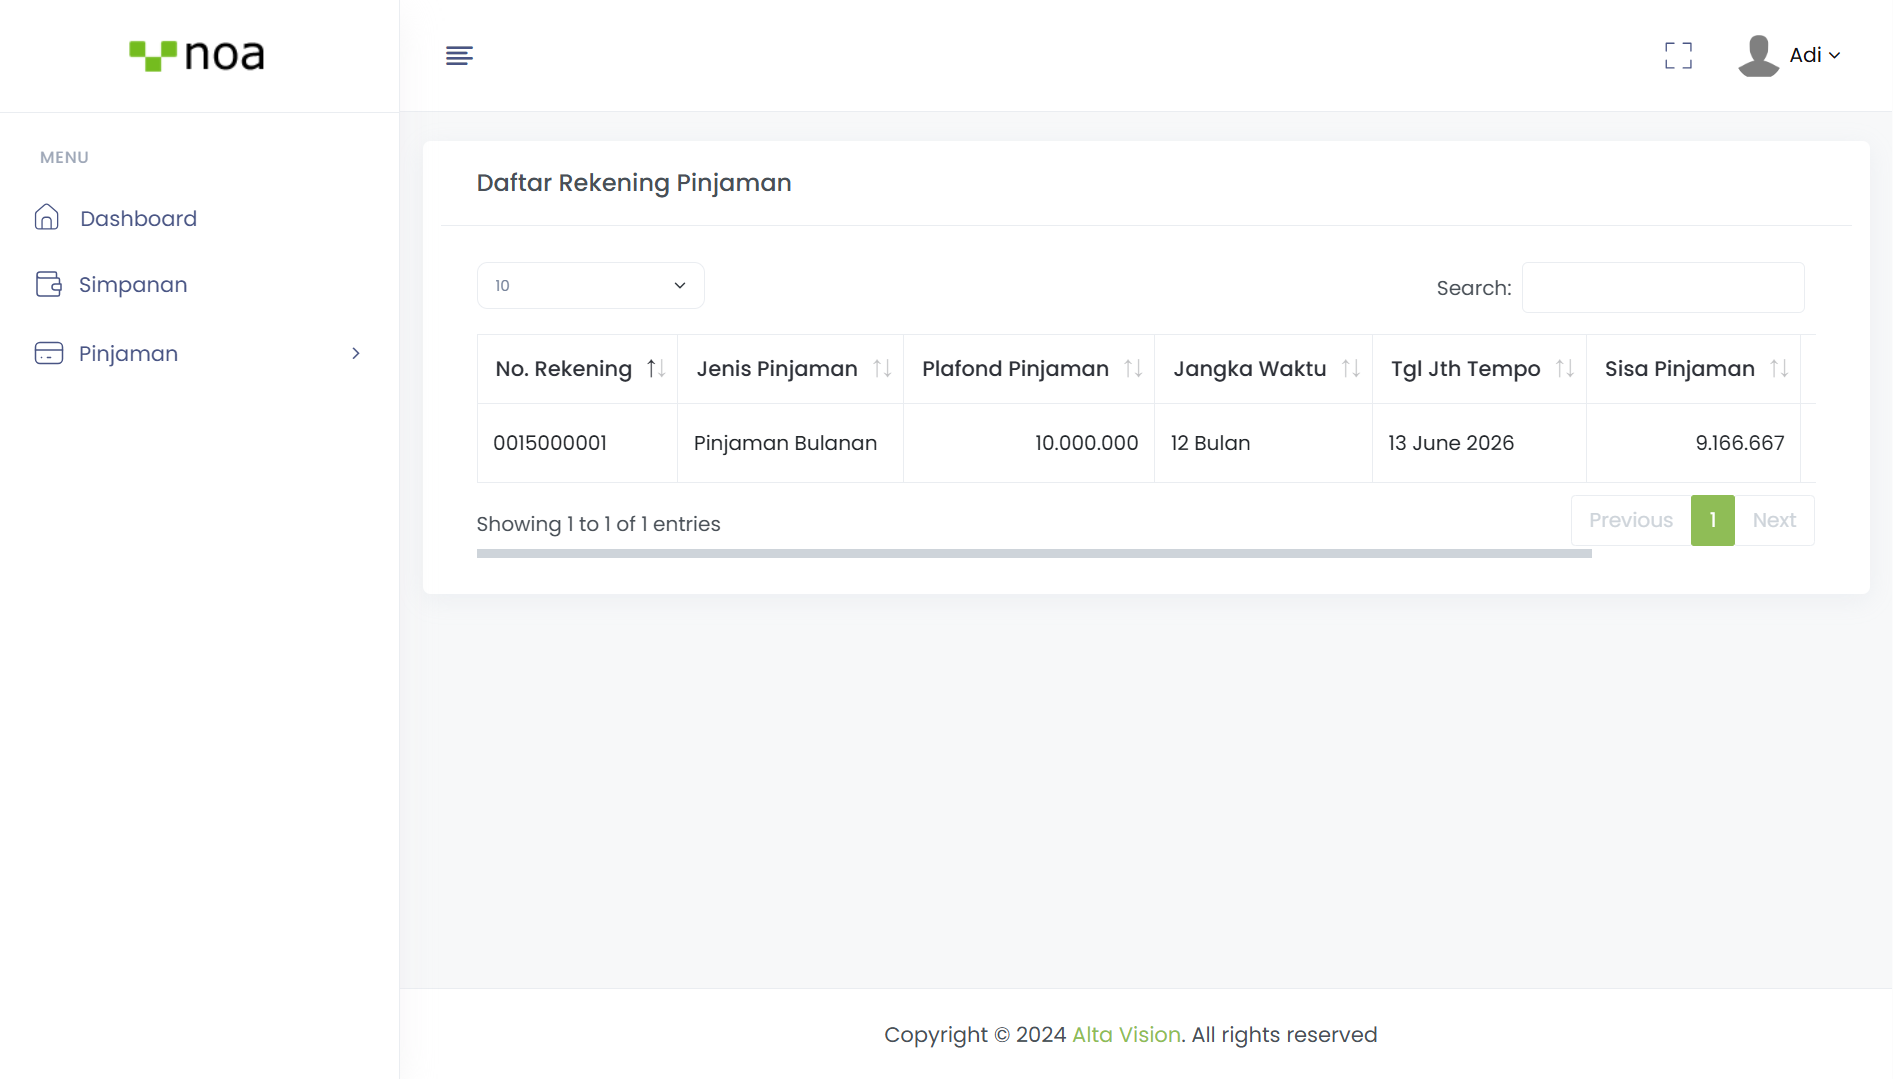 noa
Adi
MENU
Dashboard
Simpanan
Pinjaman
Daftar Rekening Pinjaman
10
Search:
No. Rekening Jenis Pinjaman Plafond Pinjaman Jangka Waktu Tgl Jth Tempo Sisa Pinjaman
0015000001 Pinjaman Bulanan 10.000.000 12 Bulan 13 June 2026 9.166.667
Showing 1 to 1 of 1 entries
Previous 1 Next
Copyright © 2024 Alta Vision. All rights reserved